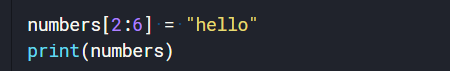 numbers[2:6] = "hello"
print(numbers)